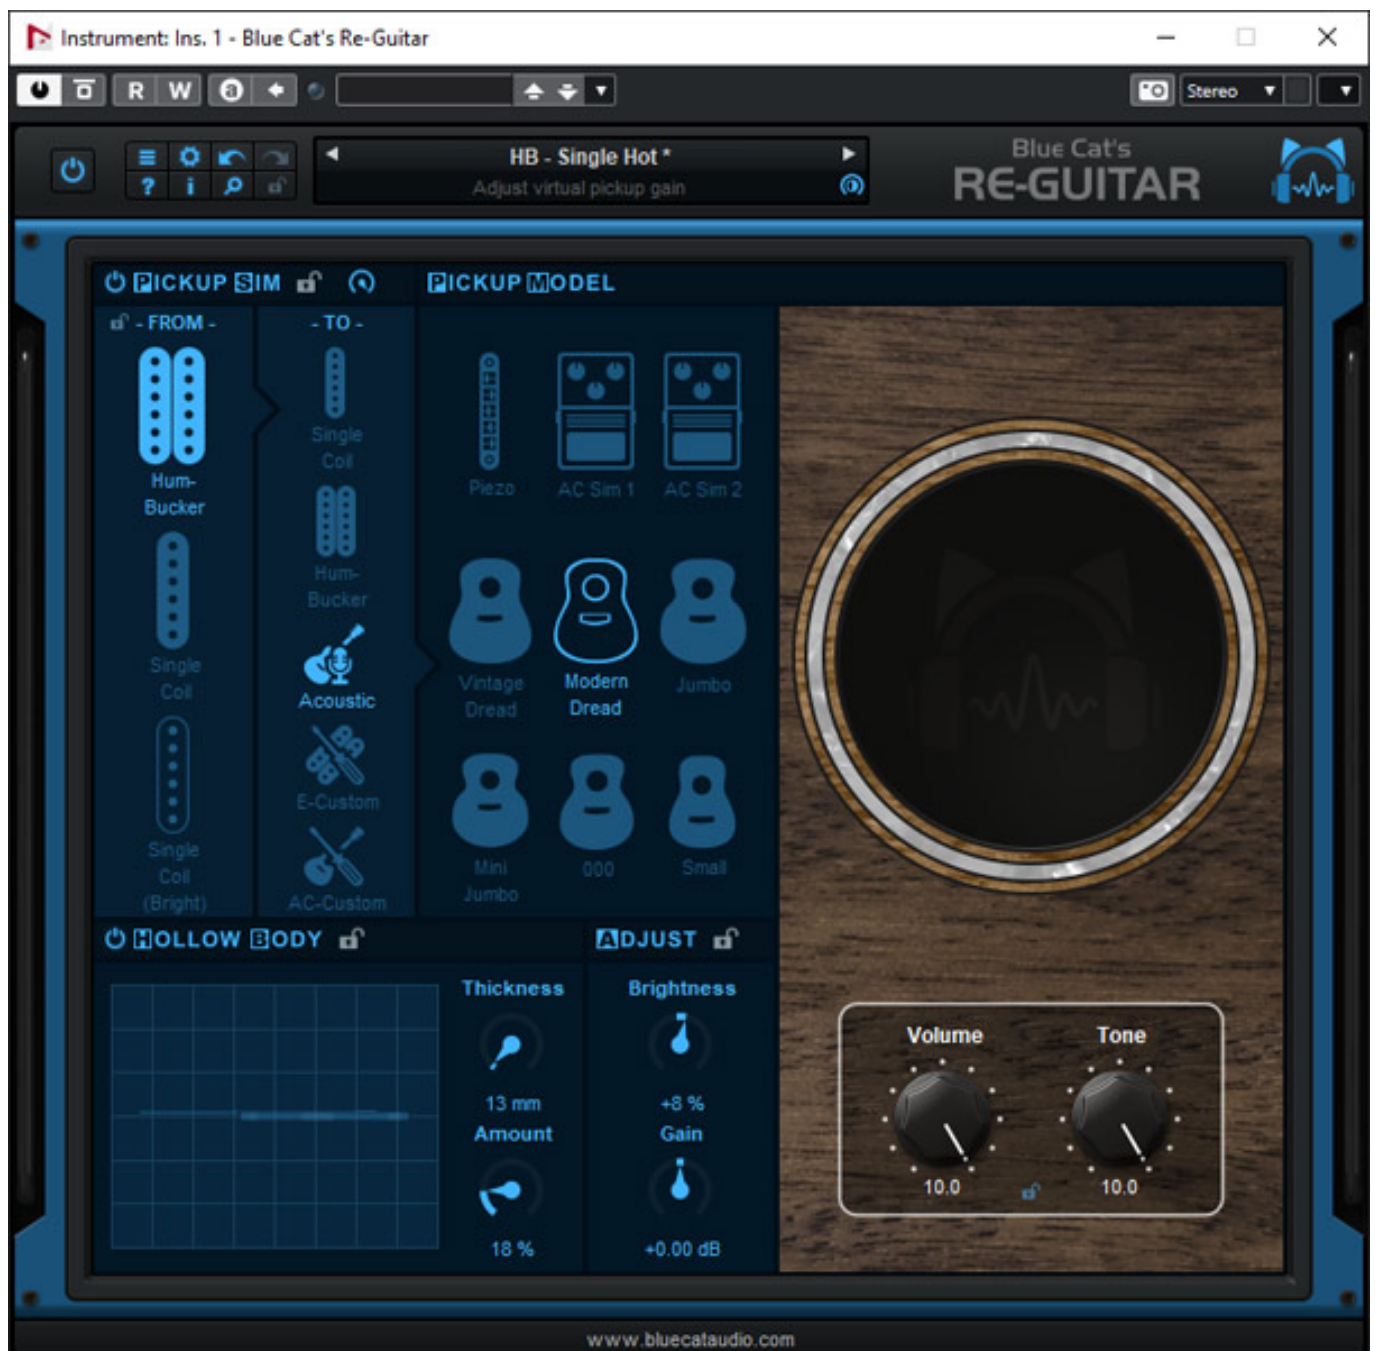 Instrument: Ins. 1 - Blue Cat's Re-Guitar
R W a
Stereo
HB - Single Hot *
Adjust virtual pickup gain
? i
Blue Cat's
RE-GUITAR
PICKUP SIM
PICKUP MODEL
- FROM -
- TO -
Hum-
Bucker
Single
Coil
Single
Coil
(Bright)
Single
Coil
Hum-
Bucker
Acoustic
BA
BB
E-Custom
AC-Custom
Piezo
AC Sim 1
AC Sim 2
Vintage
Dread
Modern
Dread
Jumbo
Mini
Jumbo
000
Small
HOLLOW BODY
ADJUST
Thickness
13 mm
Amount
18 %
Brightness
+8 %
Gain
+0.00 dB
Volume
10.0
Tone
10.0
www.bluecataudio.com